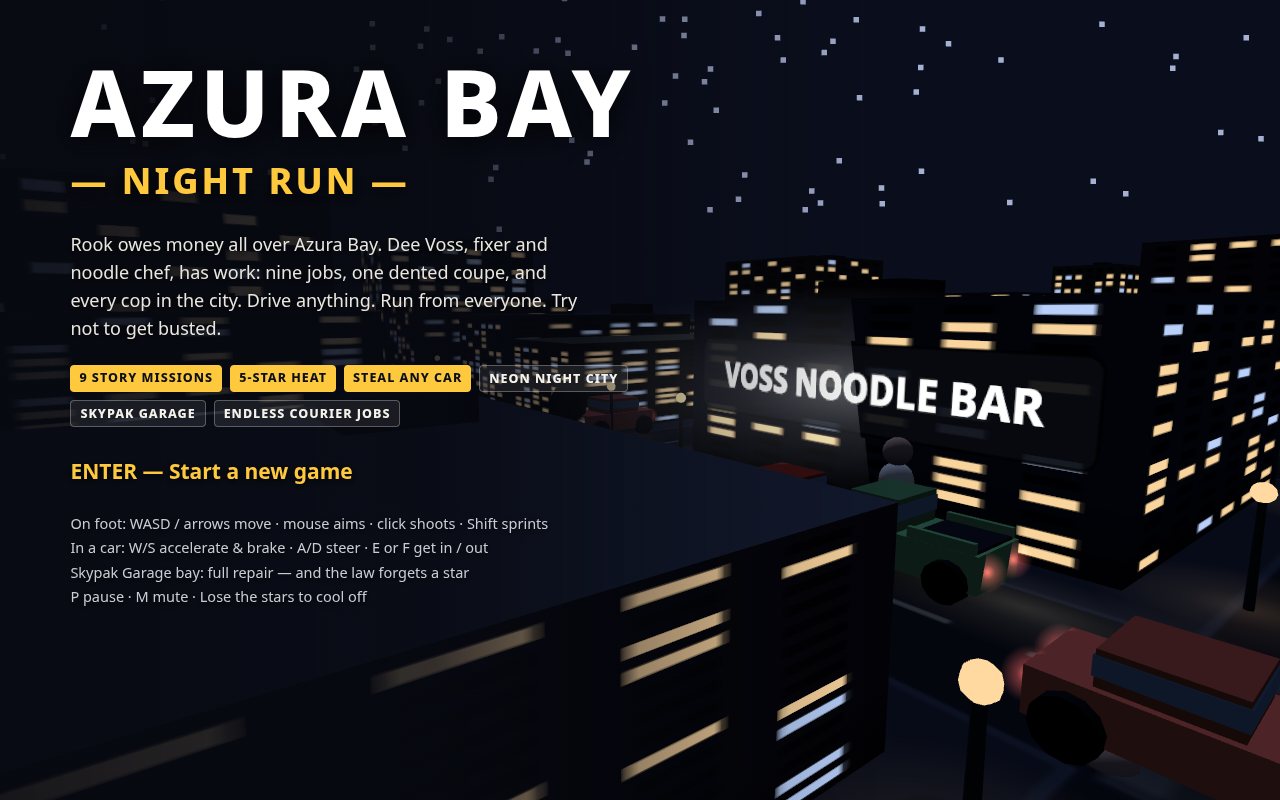 AZURA BAY
— NIGHT RUN —
Rook owes money all over Azura Bay. Dee Voss, fixer and
noodle chef, has work: nine jobs, one dented coupe, and
every cop in the city. Drive anything. Run from everyone. Try
not to get busted.
9 STORY MISSIONS 5-STAR HEAT STEAL ANY CAR NEON NIGHT CITY
SKYPAK GARAGE ENDLESS COURIER JOBS
VOSS NOODLE BAR
ENTER — Start a new game
On foot: WASD / arrows move · mouse aims · click shoots · Shift sprints
In a car: W/S accelerate & brake · A/D steer · E or F get in / out
Skypak Garage bay: full repair — and the law forgets a star
P pause · M mute · Lose the stars to cool off